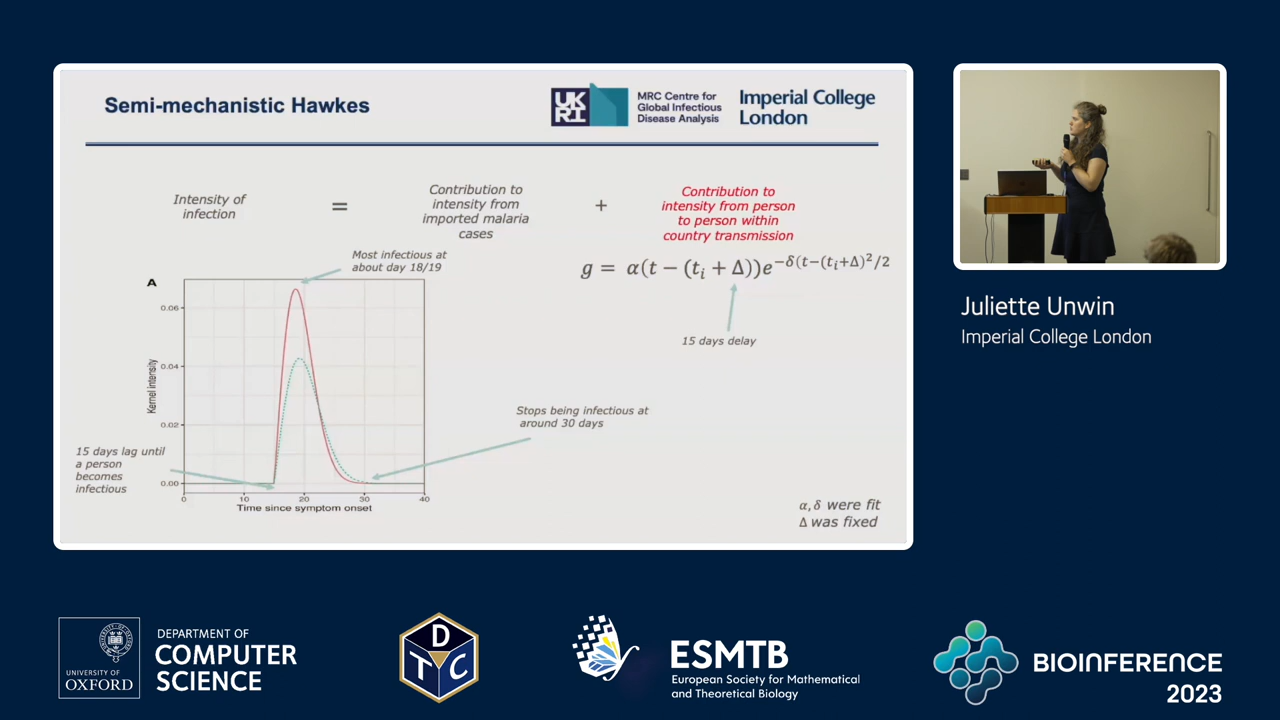 Semi-mechanistic Hawkes
UK
RI
MRC Centre for
Global Infectious
Disease Analysis
Imperial College
London
Intensity of
infection
=
Contribution to
intensity from
imported malaria
cases
+
Contribution to
intensity from person
to person within
country transmission
g = α(t − (tᵢ + Δ))e^{−δ(t−(tᵢ+Δ)²/2}
15 days delay
Most infectious at
about day 18/19
A
0.06
0.04
0.02
0.00
Kernel intensity
0 10 20 30 40
Time since symptom onset
15 days lag until
a person
becomes
infectious
Stops being infectious at
around 30 days
α, δ were fit
Δ was fixed
Juliette Unwin
Imperial College London
UNIVERSITY OF
OXFORD
DEPARTMENT OF
COMPUTER
SCIENCE
D
T C
ESMTB
European Society for Mathematical
and Theoretical Biology
BIOINFERENCE
2023